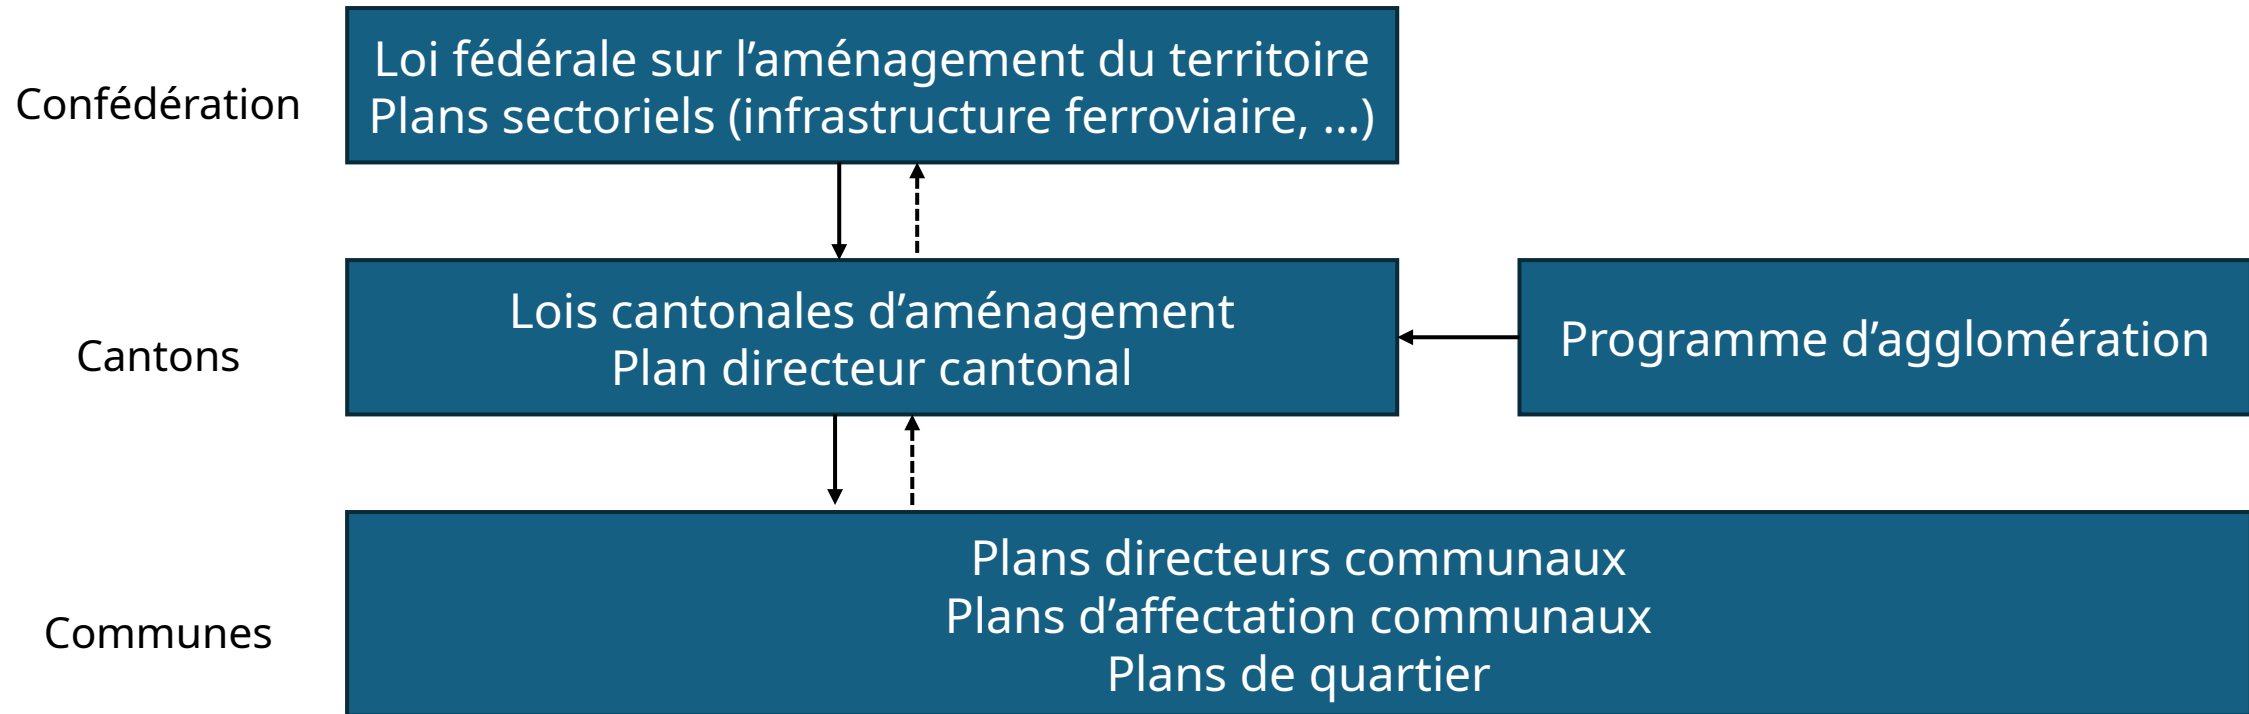 Confédération
Loi fédérale sur l’aménagement du territoire
Plans sectoriels (infrastructure ferroviaire, …)
Cantons
Lois cantonales d’aménagement
Plan directeur cantonal
Programme d’agglomération
Communes
Plans directeurs communaux
Plans d’affectation communaux
Plans de quartier